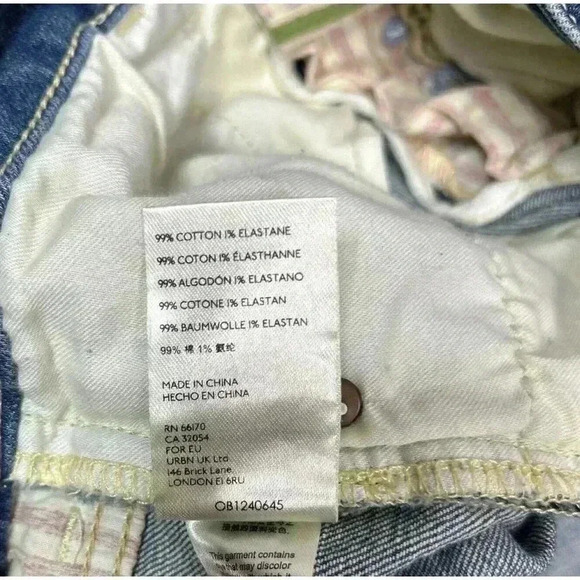 99% COTTON 1% ELASTANE
99% COTON 1% ÉLASTHANNE
99% ALGODÓN 1% ELASTANO
99% COTONE 1% ELASTAN
99% BAUMWOLLE 1% ELASTAN
99% 棉 1% 氨纶
MADE IN CHINA
HECHO EN CHINA
RN 66170
CA 32054
FOR EU
URBN UK Ltd
146 Brick Lane,
LONDON E1 6RU
OB1240645
This garment contains
that may discolor